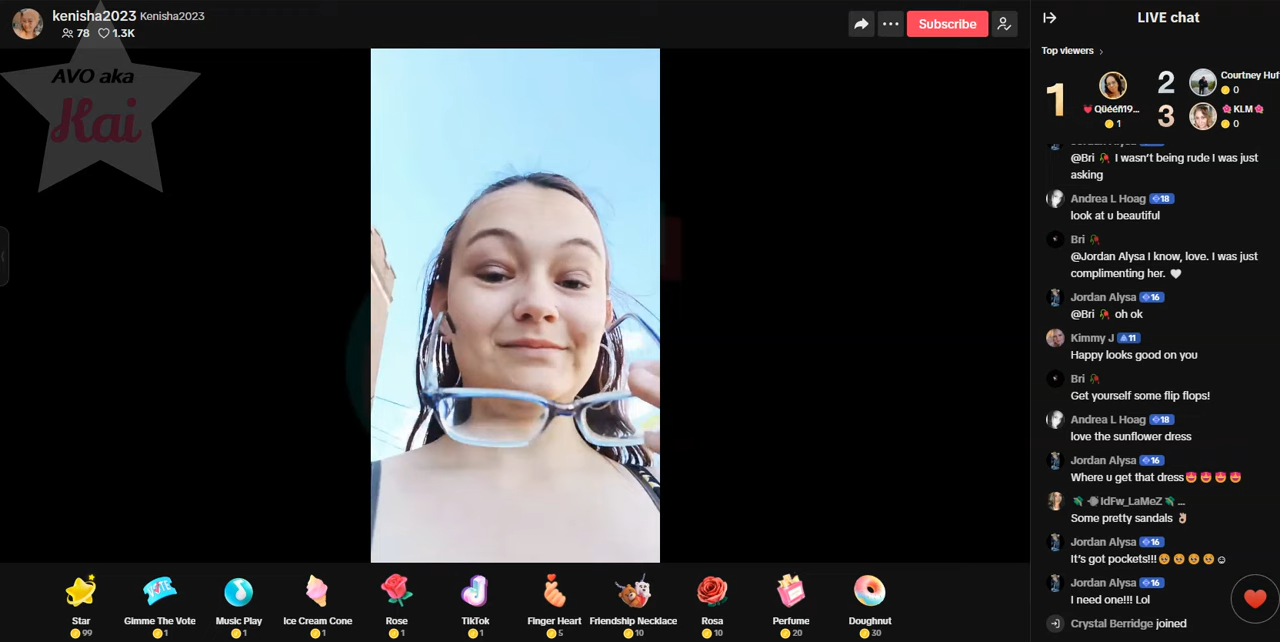 kenisha2023 Kenisha2023
78 1.3K
AVO aka
Kai
Subscribe
LIVE chat
Top viewers
1
Qüééñ19...
1
2
Courtney Huf
0
3
KLM
0
@Bri I wasn't being rude I was just
asking
Andrea L Hoag 18
look at u beautiful
Bri
@Jordan Alysa I know, love. I was just
complimenting her.
Jordan Alysa 16
@Bri oh ok
Kimmy J 11
Happy looks good on you
Bri
Get yourself some flip flops!
Andrea L Hoag 18
love the sunflower dress
Jordan Alysa 16
Where u get that dress
IdFw_LaMeZ ...
Some pretty sandals
Jordan Alysa 16
It's got pockets!!!
Jordan Alysa 16
I need one!!! Lol
Crystal Berridge joined
Star
99
Gimme The Vote
1
Music Play
1
Ice Cream Cone
1
Rose
1
TikTok
1
Finger Heart
5
Friendship Necklace
10
Rosa
10
Perfume
20
Doughnut
30